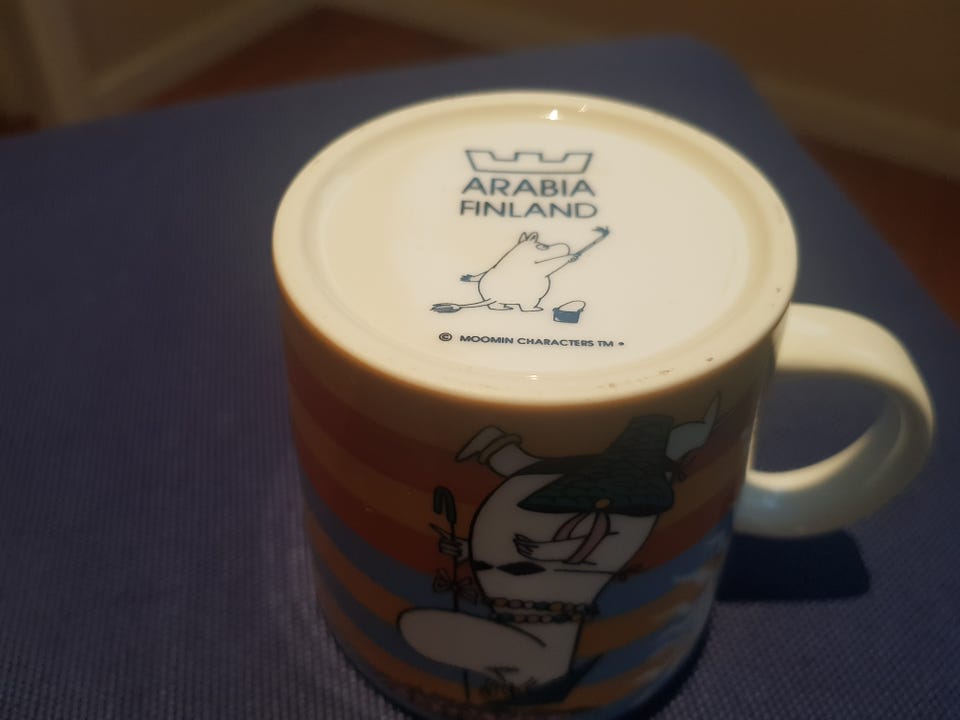 ARABIA
FINLAND
© MOOMIN CHARACTERS TM •